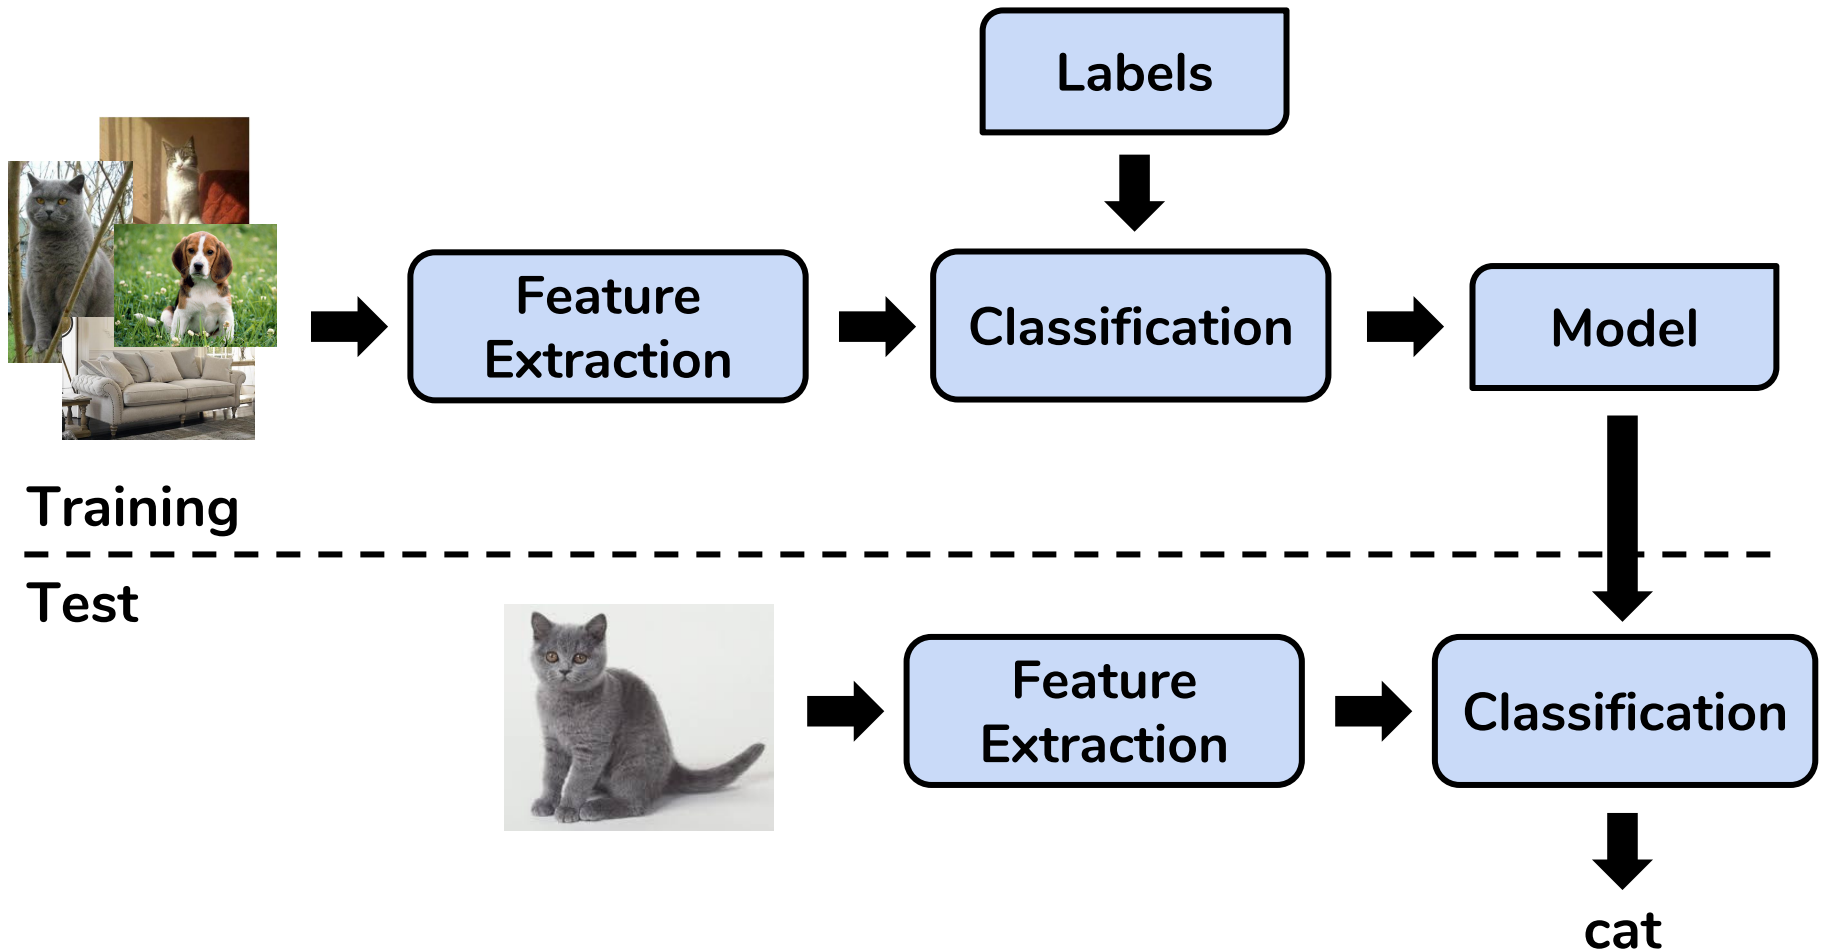 Labels
Feature
Extraction
Classification
Model
Training
Test
Feature
Extraction
Classification
cat